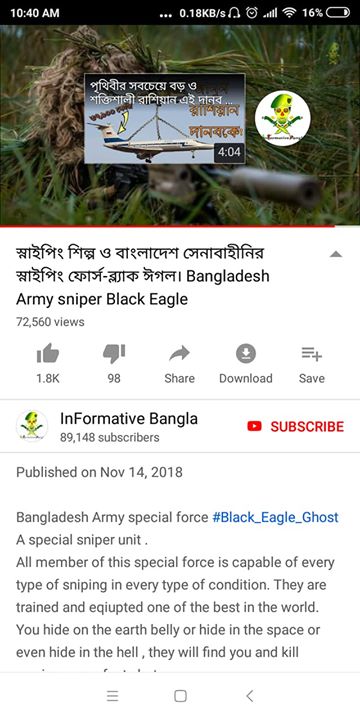 10:40 AM ... 0.18KB/s 16%
পৃথিবীর সবচেয়ে বড় ও
শক্তিশালী রাশিয়ান এই দানব ...
রাশিয়ান
দানবকে!
4:04
InFormative Bangla
স্নাইপিং শিল্প ও বাংলাদেশ সেনাবাহীনির
স্নাইপিং ফোর্স-ব্ল্যাক ঈগল। Bangladesh
Army sniper Black Eagle
72,560 views
1.8K 98 Share Download Save
InFormative Bangla
89,148 subscribers
SUBSCRIBE
Published on Nov 14, 2018
Bangladesh Army special force #Black_Eagle_Ghost
A special sniper unit .
All member of this special force is capable of every
type of sniping in every type of condition. They are
trained and eqiupted one of the best in the world.
You hide on the earth belly or hide in the space or
even hide in the hell , they will find you and kill